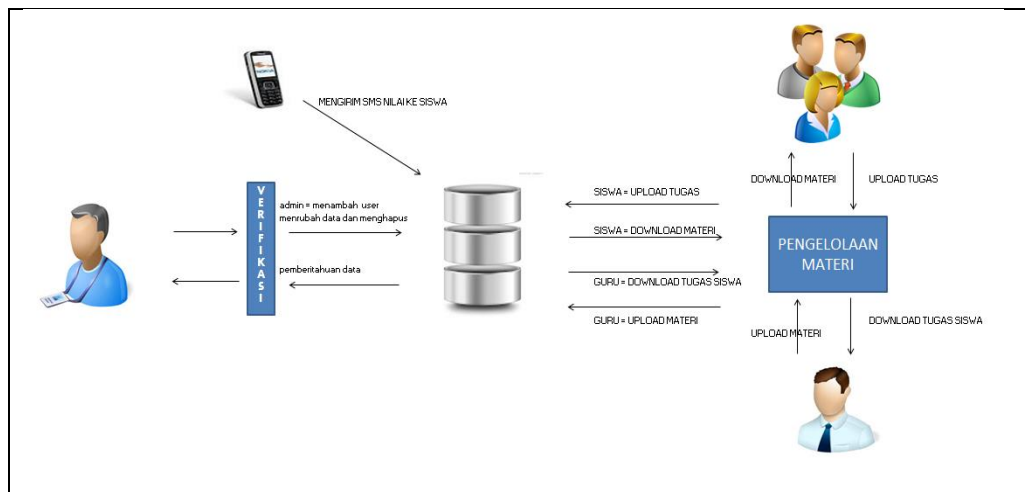 MENGIRIM SMS NILAI KE SISWA
VERIFIKASI
admin = menambah user
menrubah data dan menghapus
pemberitahuan data
SISWA = UPLOAD TUGAS
SISWA = DOWNLOAD MATERI
GURU = DOWNLOAD TUGAS SISWA
GURU = UPLOAD MATERI
DOWNLOAD MATERI
UPLOAD TUGAS
PENGELOLAAN
MATERI
UPLOAD MATERI
DOWNLOAD TUGAS SISWA